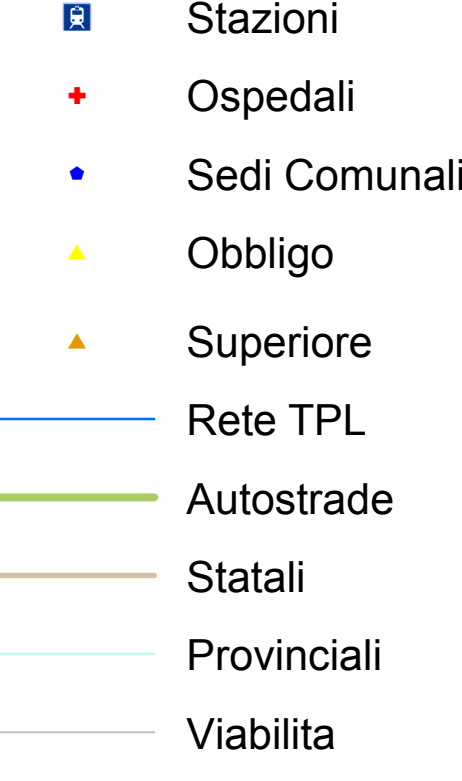 Stazioni
Ospedali
Sedi Comunali
Obbligo
Superiore
Rete TPL
Autostrade
Statali
Provinciali
Viabilita